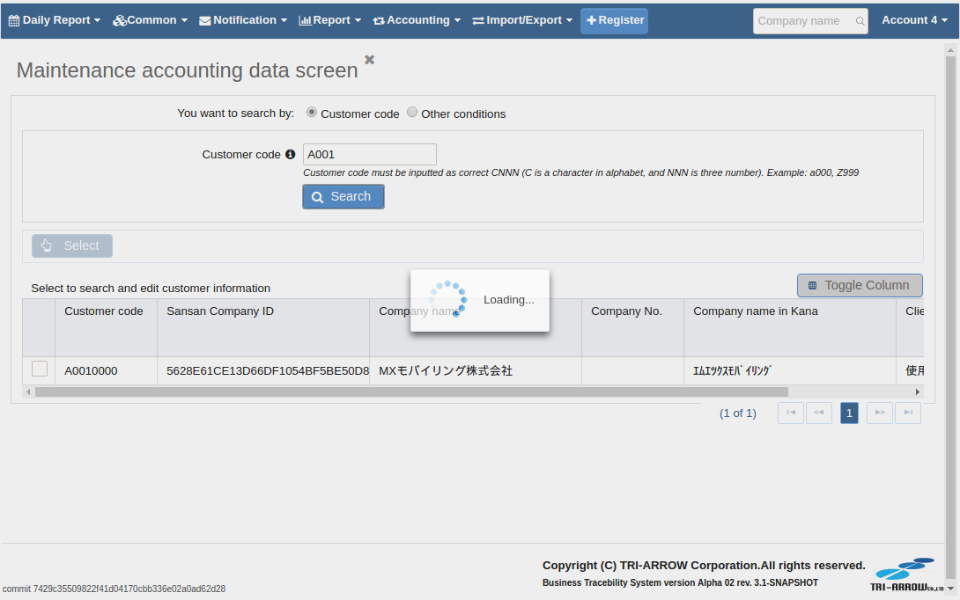 Daily Report Common Notification Report Accounting Import/Export Register Company name Account 4
Maintenance accounting data screen
You want to search by: Customer code Other conditions
Customer code A001
Customer code must be inputted as correct CNNN (C is a character in alphabet, and NNN is three number). Example: a000, Z999
Search
Select
Select to search and edit customer information
Toggle Column
Loading...
Customer code Sansan Company ID Company name Company No. Company name in Kana Clie
A0010000 5628E61CE13D66DF1054BF5BE50D8 MXモバイリング株式会社 ｴﾑｴｯｸｽﾓﾊﾞｲﾘﾝｸﾞ 使用
(1 of 1) 1
Copyright (C) TRI-ARROW Corporation.All rights reserved.
Business Tracebility System version Alpha 02 rev. 3.1-SNAPSHOT
TRI-ARROW CO.,LTD
commit 7429c35509822f41d04170cbb336e02a0ad62d28